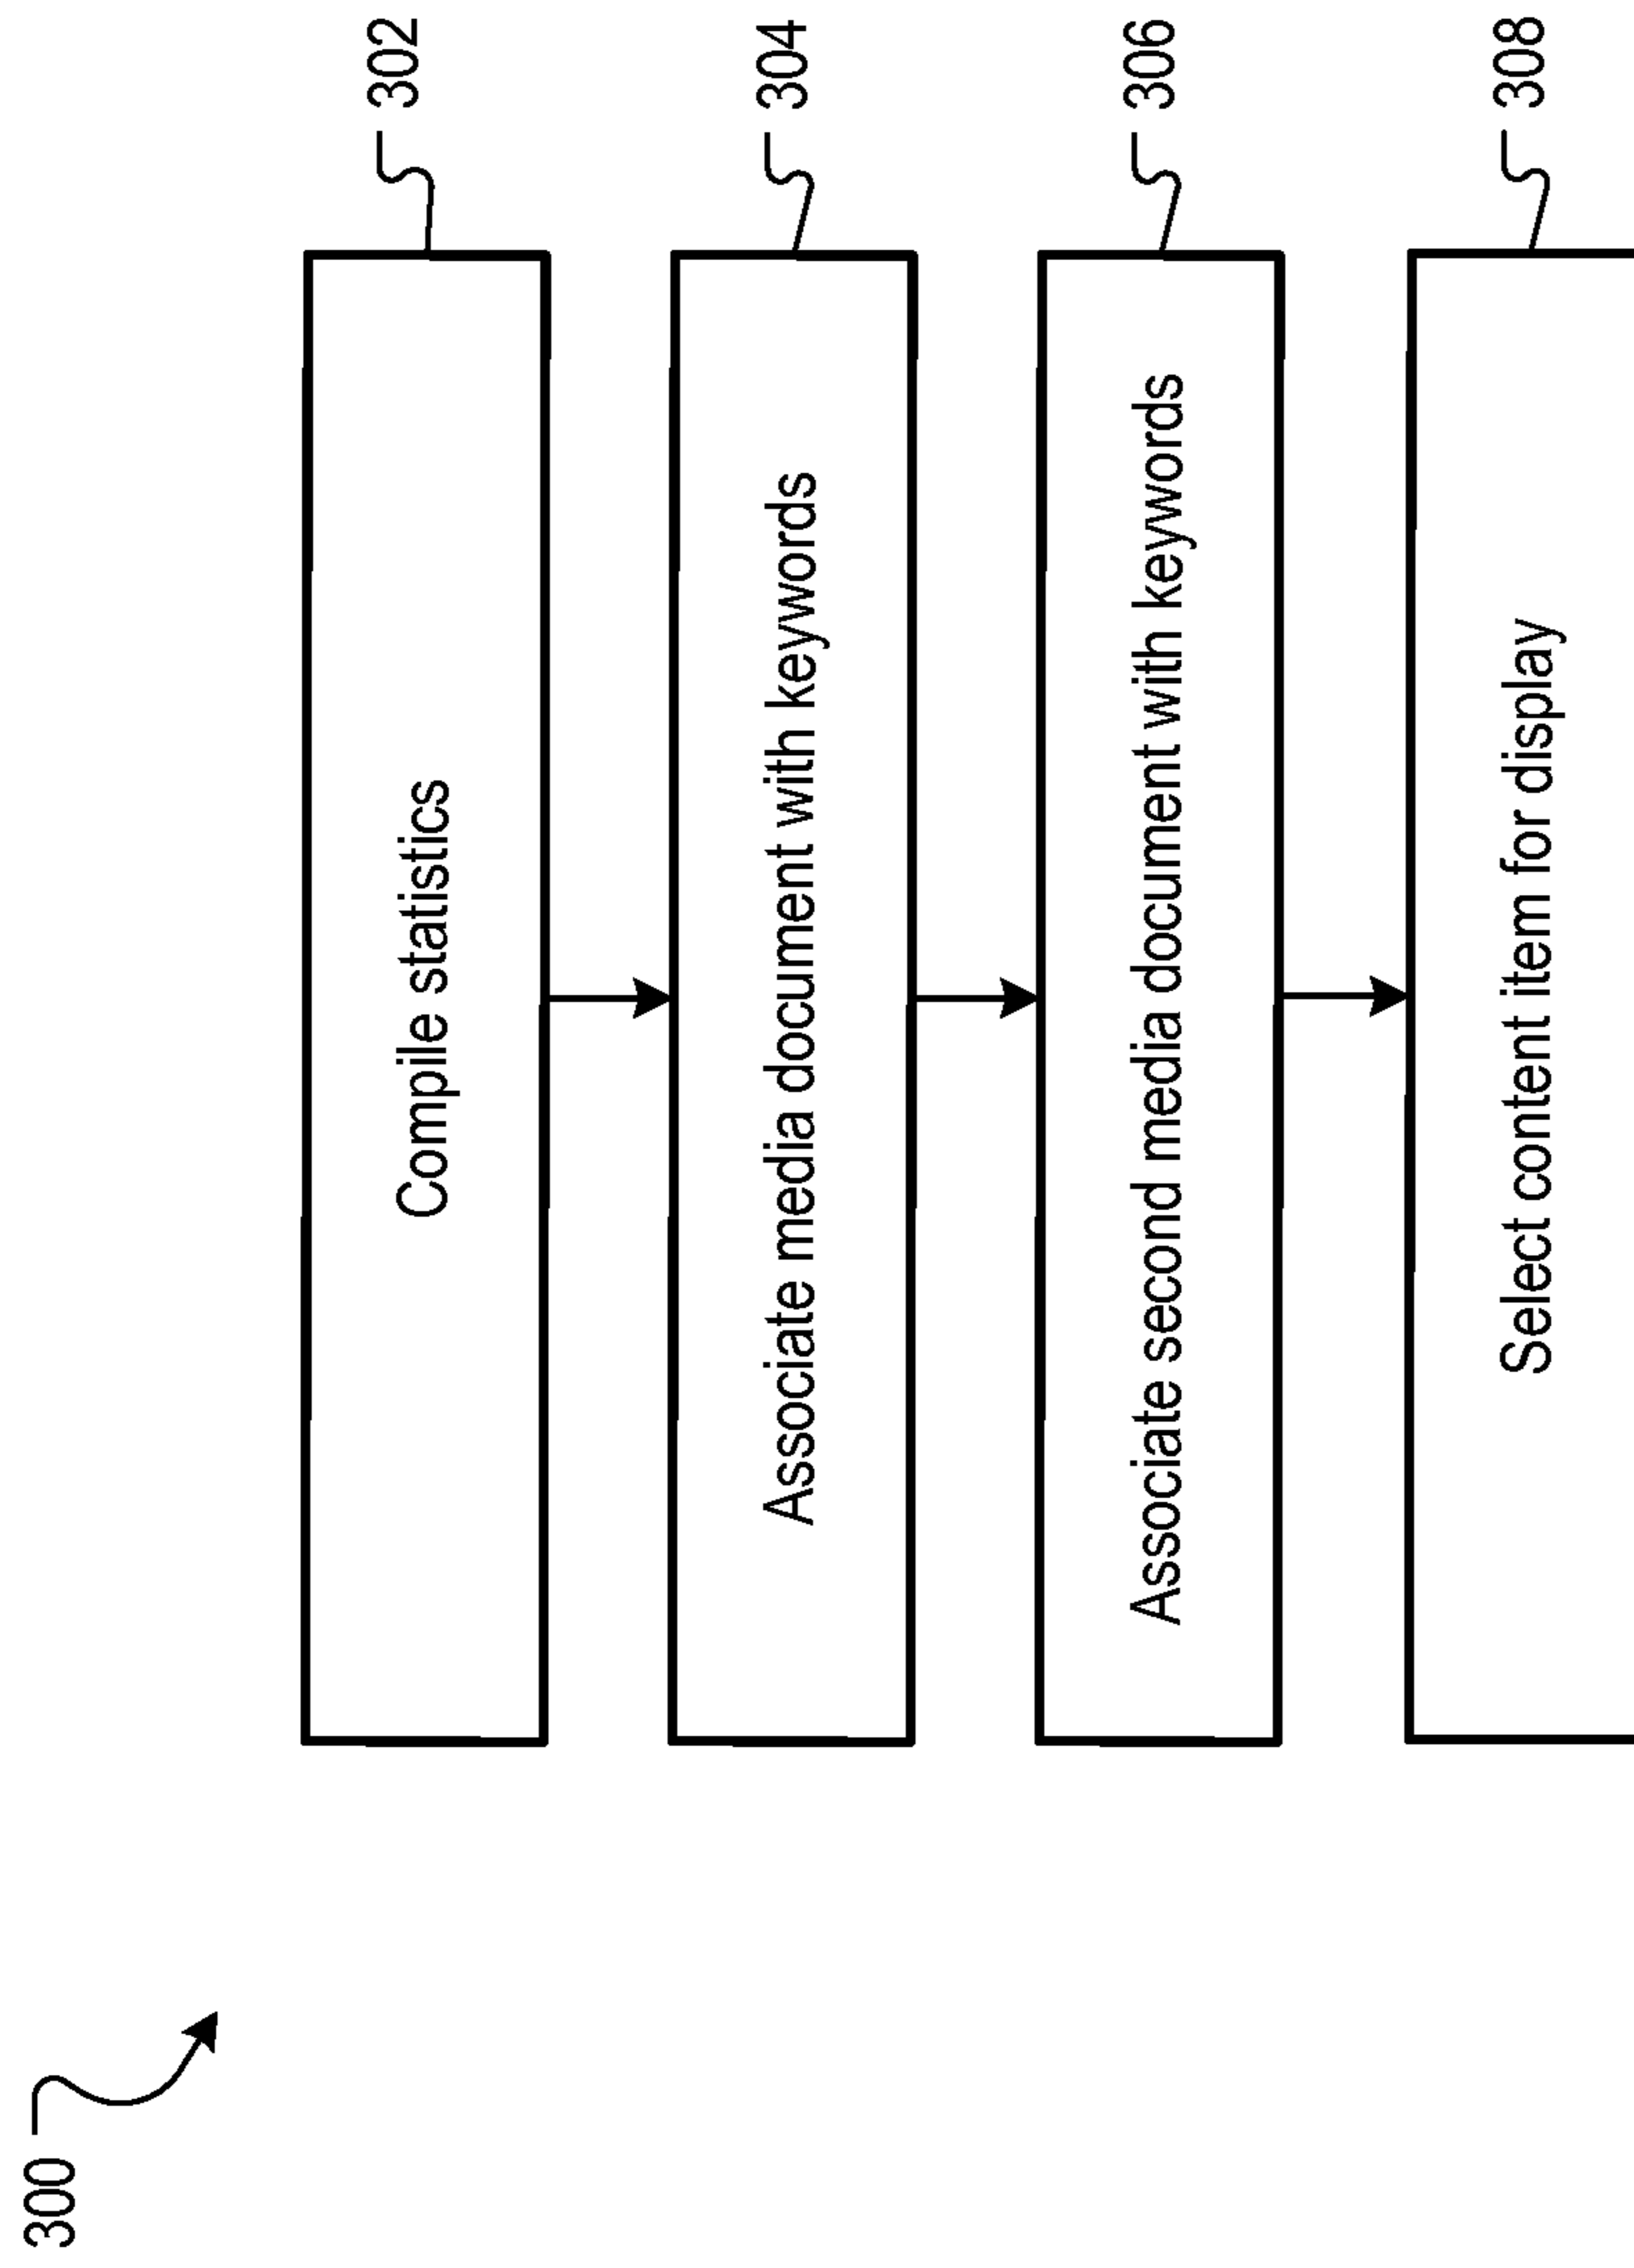 300
Compile statistics
302
Associate media document with keywords
304
Associate second media document with keywords
306
Select content item for display
308